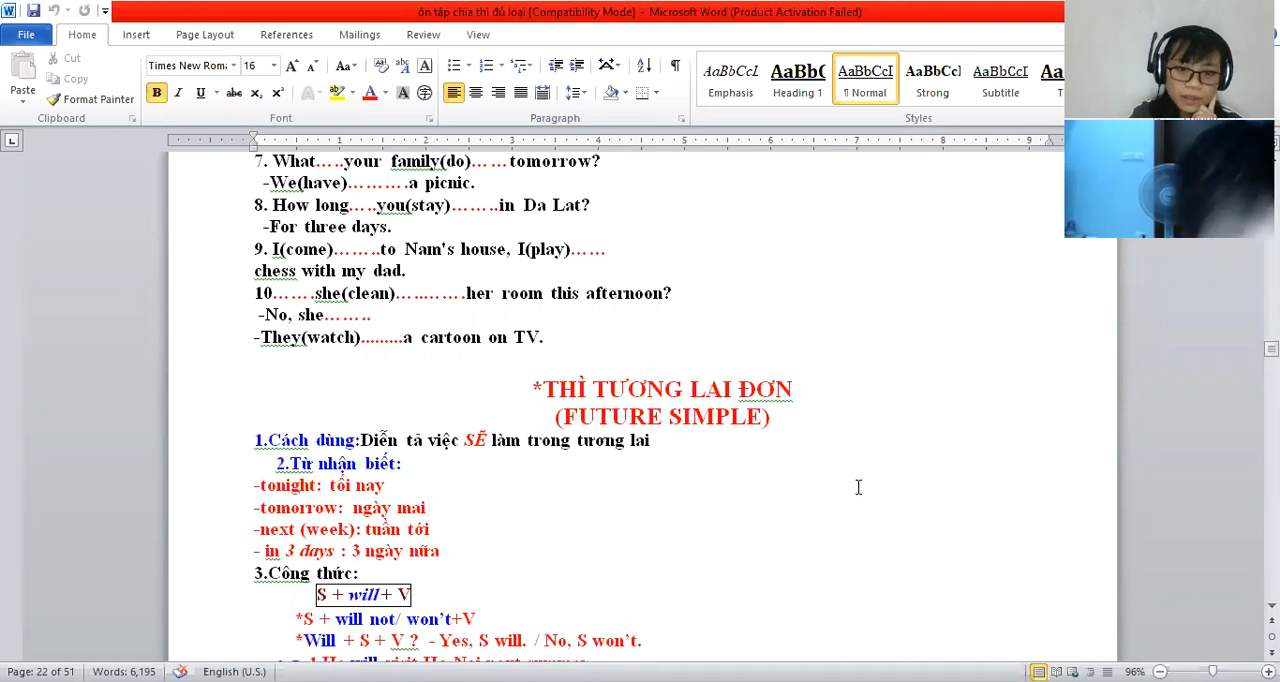 ôn tập chia thì đủ loại [Compatibility Mode] - Microsoft Word (Product Activation Failed)
File Home Insert Page Layout References Mailings Review View
Paste
Cut
Copy
Format Painter
Clipboard
Times New Roma 16
Font
Paragraph
AaBbCcI AaBb( AaBbCcI AaBbCcl AaBbCcI
Emphasis Heading 1 ¶ Normal Strong Subtitle
Styles
7. What…..your family(do)……tomorrow?
-We(have)……….a picnic.
8. How long…..you(stay)……..in Da Lat?
-For three days.
9. I(come)……..to Nam's house, I(play)……
chess with my dad.
10…….she(clean)…..…….her room this afternoon?
-No, she……..
-They(watch).........a cartoon on TV.
*THÌ TƯƠNG LAI ĐƠN
(FUTURE SIMPLE)
1.Cách dùng:Diễn tả việc SẼ làm trong tương lai
2.Từ nhận biết:
-tonight: tối nay
-tomorrow: ngày mai
-next (week): tuần tới
- in 3 days : 3 ngày nữa
3.Công thức:
S + will+ V
*S + will not/ won't+V
*Will + S + V ? - Yes, S will. / No, S won't.
Page: 22 of 51 Words: 6,195 English (U.S.) 96%